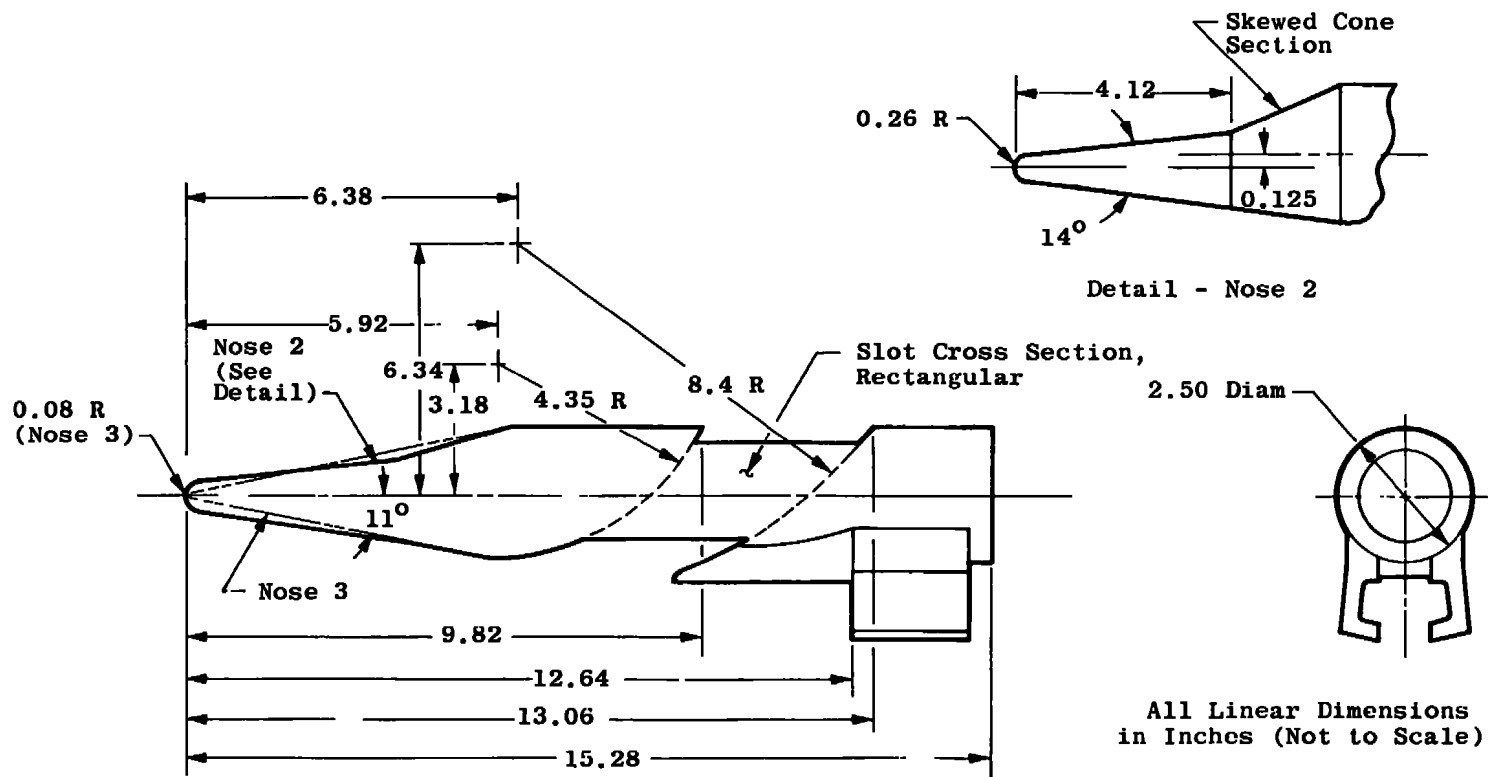 Skewed Cone
Section
4.12
0.26 R
0.125
14°
Detail - Nose 2
6.38
5.92
Nose 2
(See
Detail)
6.34
3.18
4.35 R
8.4 R
Slot Cross Section,
Rectangular
2.50 Diam
0.08 R
(Nose 3)
11°
Nose 3
9.82
12.64
13.06
15.28
All Linear Dimensions
in Inches (Not to Scale)